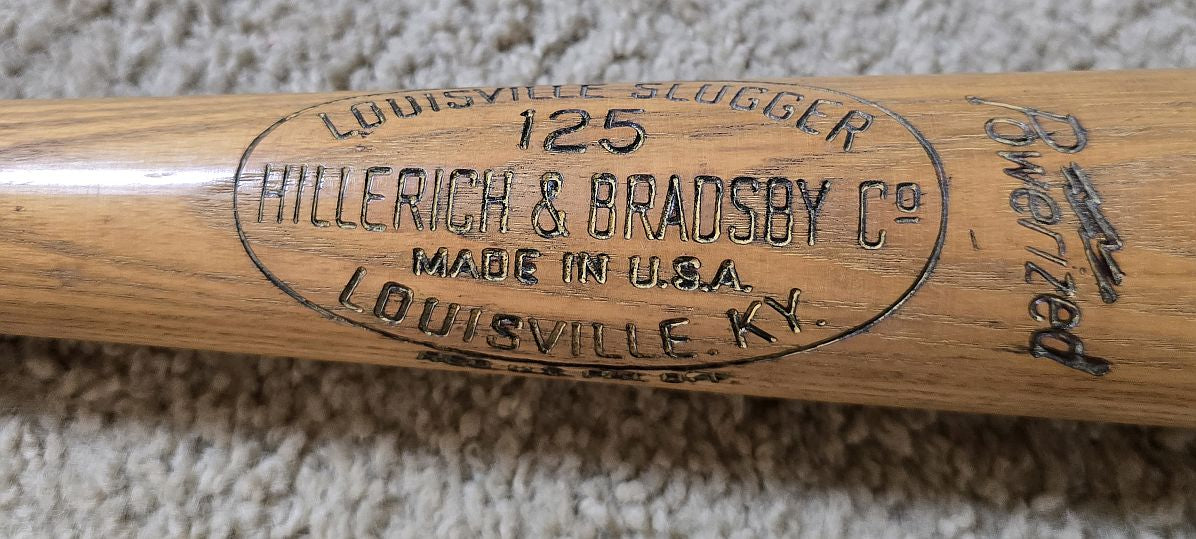 LOUISVILLE SLUGGER
125
HILLERICH & BRADSBY Cº
MADE IN U.S.A.
LOUISVILLE. KY.
Powerized